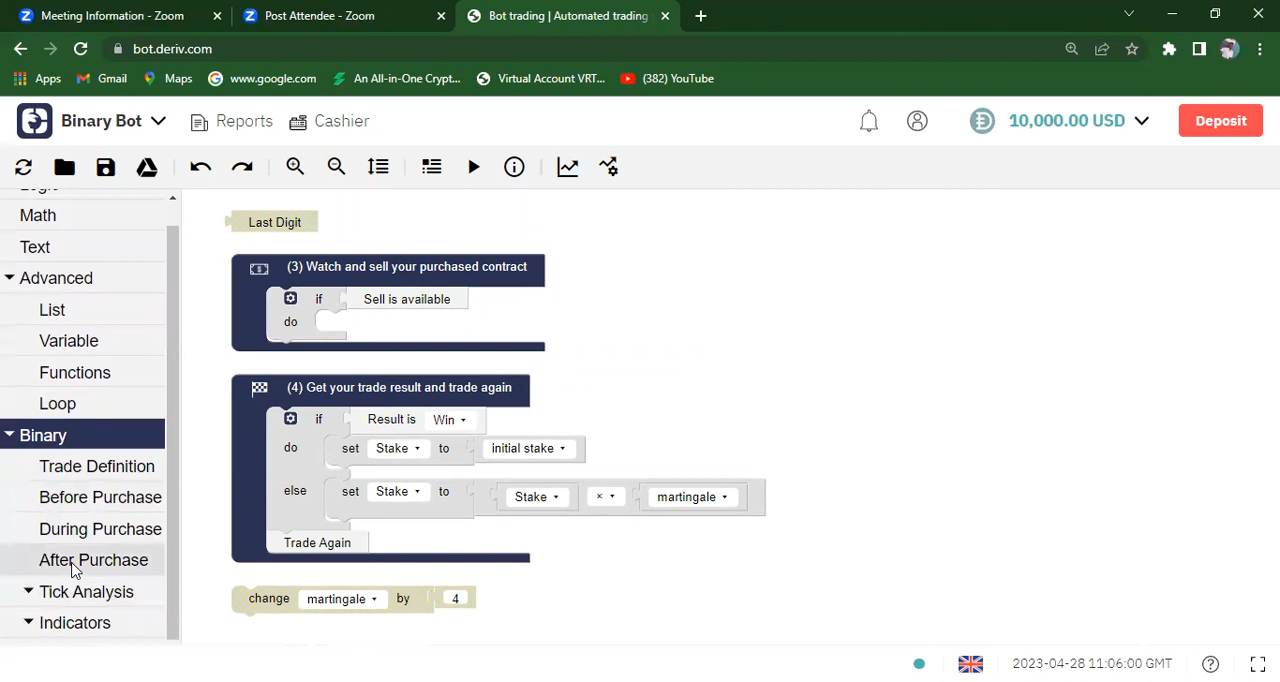 Meeting Information - Zoom
Post Attendee - Zoom
Bot trading | Automated trading
bot.deriv.com
Apps
Gmail
Maps
www.google.com
An All-in-One Crypt...
Virtual Account VRT...
(382) YouTube
Binary Bot
Reports
Cashier
10,000.00 USD
Deposit
Math
Text
Advanced
List
Variable
Functions
Loop
Binary
Trade Definition
Before Purchase
During Purchase
After Purchase
Tick Analysis
Indicators
Last Digit
(3) Watch and sell your purchased contract
if Sell is available
do
(4) Get your trade result and trade again
if Result is Win
do set Stake to initial stake
else set Stake to Stake × martingale
Trade Again
change martingale by 4
2023-04-28 11:06:00 GMT